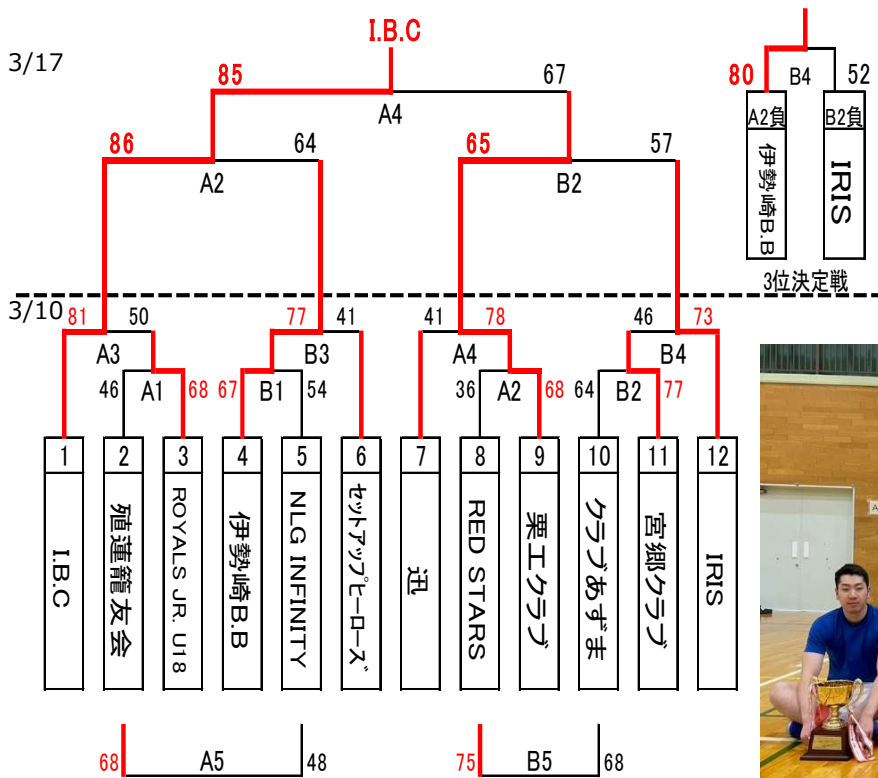 I.B.C
3/17
85 67
A4
80 B4 52
A2負 B2負
伊勢崎B.B IRIS
3位決定戦
86 64 65 57
A2 B2
3/10
81 50 77 41 41 78 46 73
A3 B3 A4 B4
46 A1 68 67 B1 54 36 A2 68 64 B2 77
1 2 3 4 5 6 7 8 9 10 11 12
I.B.C
殖蓮籠友会
ROYALS JR. U18
伊勢崎B.B
NLG INFINITY
セットアップヒーローズ
迅
RED STARS
栗工クラブ
クラブあずま
宮郷クラブ
IRIS
A
68 A5 48 75 B5 68